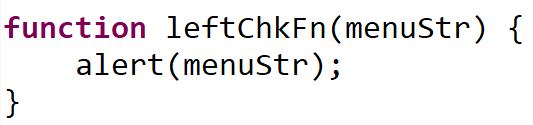 function leftChkFn(menuStr) {
    alert(menuStr);
}